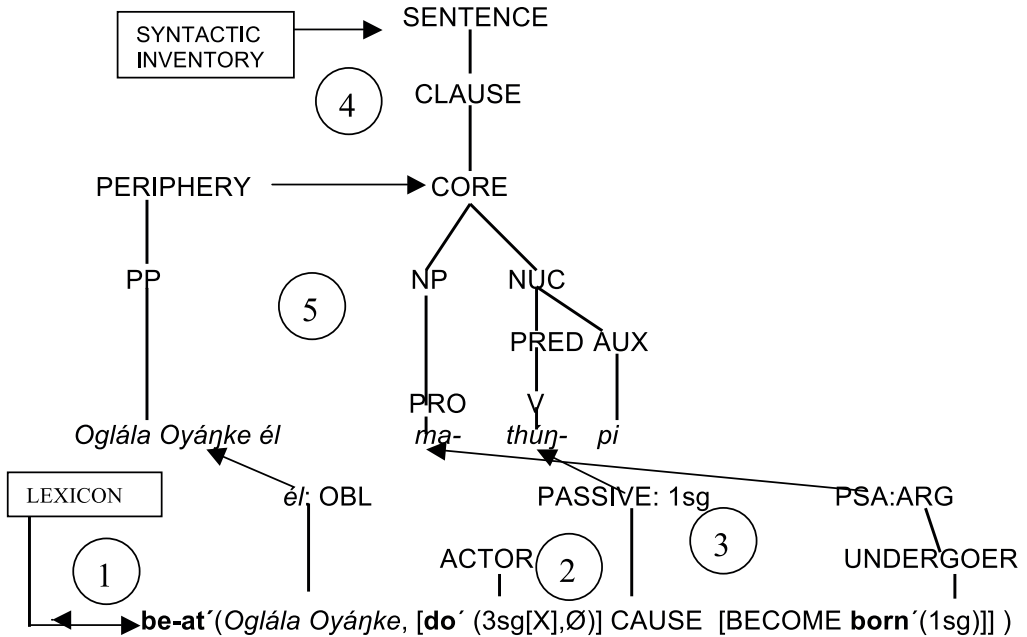 SENTENCE
SYNTACTIC
INVENTORY
4
CLAUSE
PERIPHERY
CORE
PP
NP
NUC
5
PRED AUX
PRO
V
Oglála Oyáŋke él
ma-
thúŋ-
pi
LEXICON
él: OBL
PASSIVE: 1sg
PSA:ARG
3
1
ACTOR
2
UNDERGOER
be-at´(Oglála Oyáŋke, [do´ (3sg[X],Ø)] CAUSE [BECOME born´(1sg)]] )